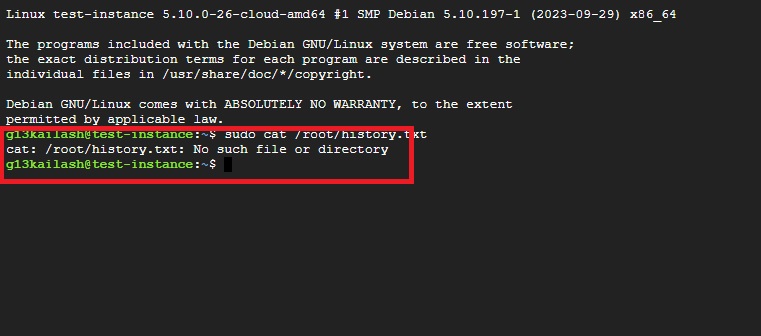 Linux test-instance 5.10.0-26-cloud-amd64 #1 SMP Debian 5.10.197-1 (2023-09-29) x86_64
The programs included with the Debian GNU/Linux system are free software;
the exact distribution terms for each program are described in the
individual files in /usr/share/doc/*/copyright.
Debian GNU/Linux comes with ABSOLUTELY NO WARRANTY, to the extent
permitted by applicable law.
g13kailash@test-instance:~$ sudo cat /root/history.txt
cat: /root/history.txt: No such file or directory
g13kailash@test-instance:~$